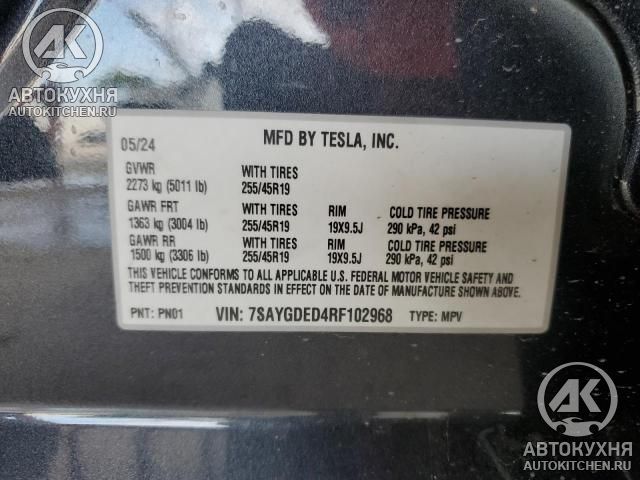 AK
АВТОКУХНЯ
AUTOKITCHEN.RU
05/24 MFD BY TESLA, INC.
GVWR WITH TIRES
2273 kg (5011 lb) 255/45R19
GAWR FRT WITH TIRES RIM COLD TIRE PRESSURE
1363 kg (3004 lb) 255/45R19 19X9.5J 290 kPa, 42 psi
GAWR RR WITH TIRES RIM COLD TIRE PRESSURE
1500 kg (3306 lb) 255/45R19 19X9.5J 290 kPa, 42 psi
THIS VEHICLE CONFORMS TO ALL APPLICABLE U.S. FEDERAL MOTOR VEHICLE SAFETY AND
THEFT PREVENTION STANDARDS IN EFFECT ON THE DATE OF MANUFACTURE SHOWN ABOVE.
PNT: PN01 VIN: 7SAYGDED4RF102968 TYPE: MPV
AK
АВТОКУХНЯ
AUTOKITCHEN.RU